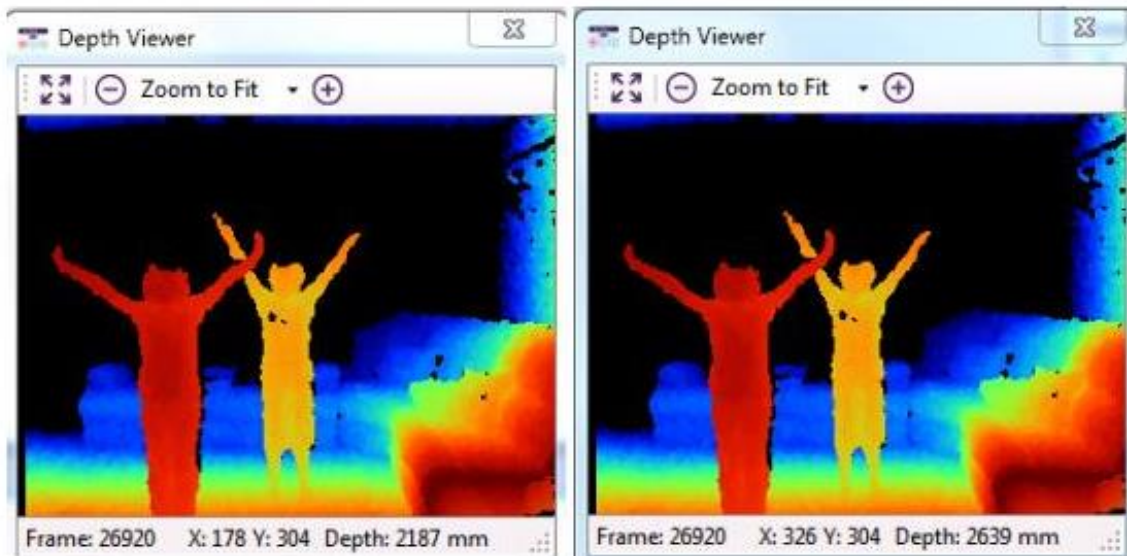 Depth Viewer
Zoom to Fit
Frame: 26920 X: 178 Y: 304 Depth: 2187 mm
Depth Viewer
Zoom to Fit
Frame: 26920 X: 326 Y: 304 Depth: 2639 mm